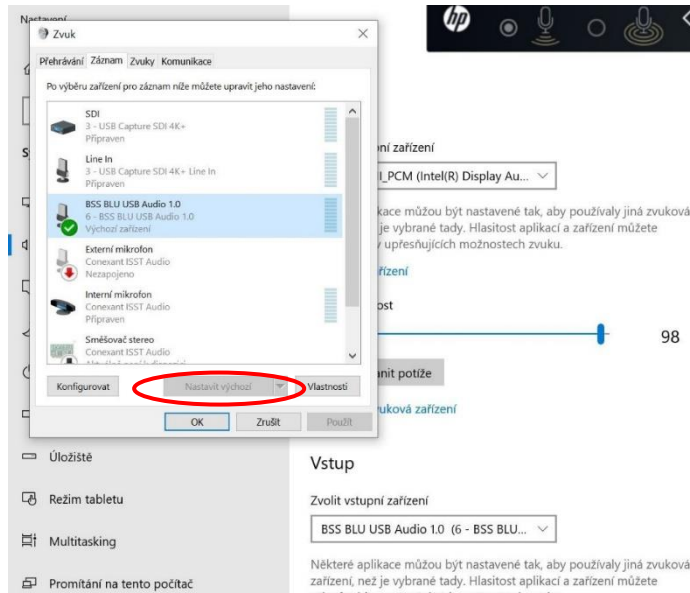 Nastavení
Zvuk
Přehrávání Záznam Zvuky Komunikace
Po výběru zařízení pro záznam níže můžete upravit jeho nastavení:
SDI
3 - USB Capture SDI 4K+
Připraven
Line In
3 - USB Capture SDI 4K+ Line In
Připraven
BSS BLU USB Audio 1.0
6 - BSS BLU USB Audio 1.0
Výchozí zařízení
Externí mikrofon
Conexant ISST Audio
Nezapojeno
Interní mikrofon
Conexant ISST Audio
Připraven
Směšovač stereo
Conexant ISST Audio
Konfigurovat Nastavit výchozí Vlastnosti
OK Zrušit Použít
Úložiště
Režim tabletu
Multitasking
Promítání na tento počítač
hp
ní zařízení
I_PCM (Intel(R) Display Au...
kace můžou být nastavené tak, aby používaly jiná zvuková
je vybrané tady. Hlasitost aplikací a zařízení můžete
v upřesňujících možnostech zvuku.
řízení
ost
98
anit potíže
uková zařízení
Vstup
Zvolit vstupní zařízení
BSS BLU USB Audio 1.0 (6 - BSS BLU...
Některé aplikace můžou být nastavené tak, aby používaly jiná zvuková
zařízení, než je vybrané tady. Hlasitost aplikací a zařízení můžete